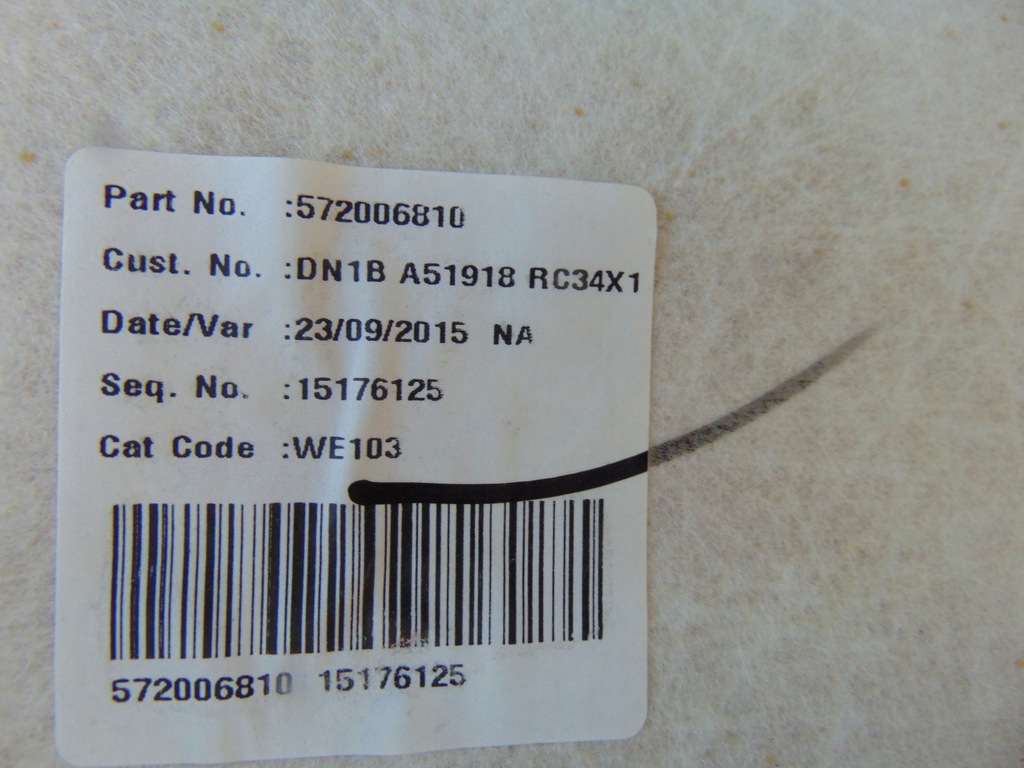 Part No. :572006810
Cust. No. :DN1B A51918 RC34X1
Date/Var :23/09/2015 NA
Seq. No. :15176125
Cat Code :WE103
572006810 15176125